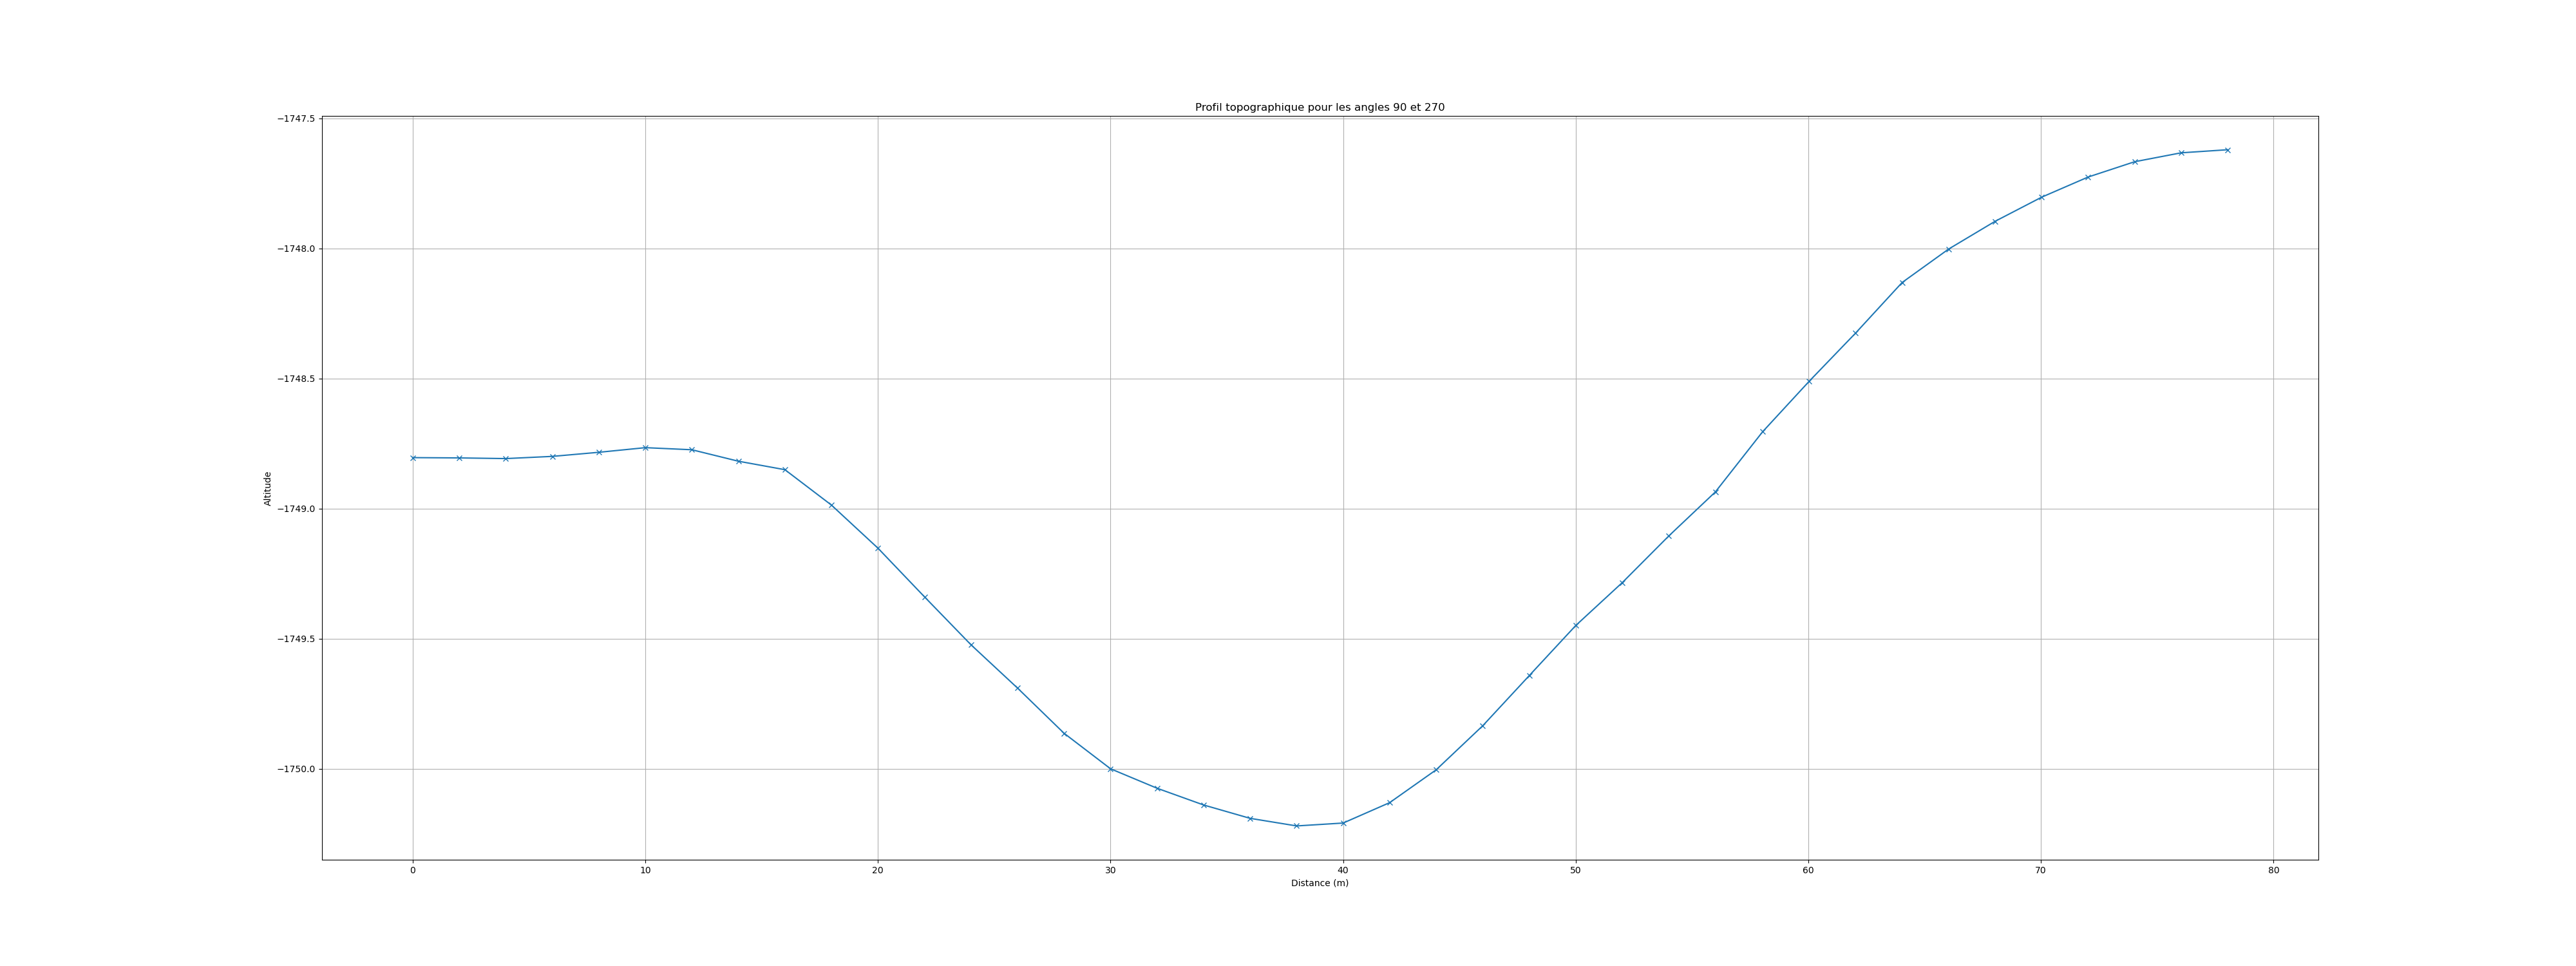 Profil topographique pour les angles 90 et 270
−1747.5
−1748.0
−1748.5
−1749.0
−1749.5
−1750.0
Altitude
0 10 20 30 40 50 60 70 80
Distance (m)